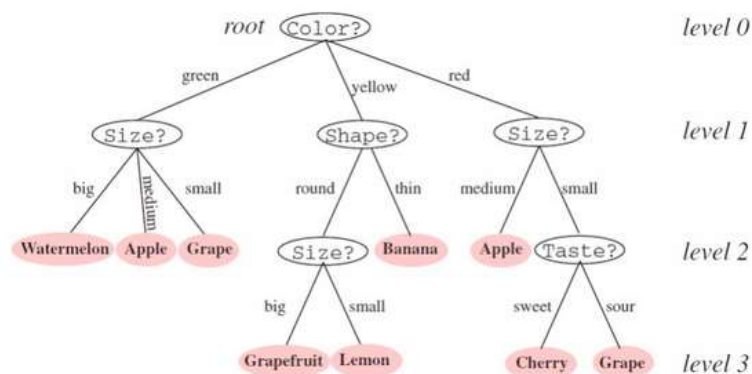 root Color? level 0
green yellow red
Size? Shape? Size? level 1
big medium small round thin medium small
Watermelon Apple Grape Size? Banana Apple Taste? level 2
big small sweet sour
Grapefruit Lemon Cherry Grape level 3